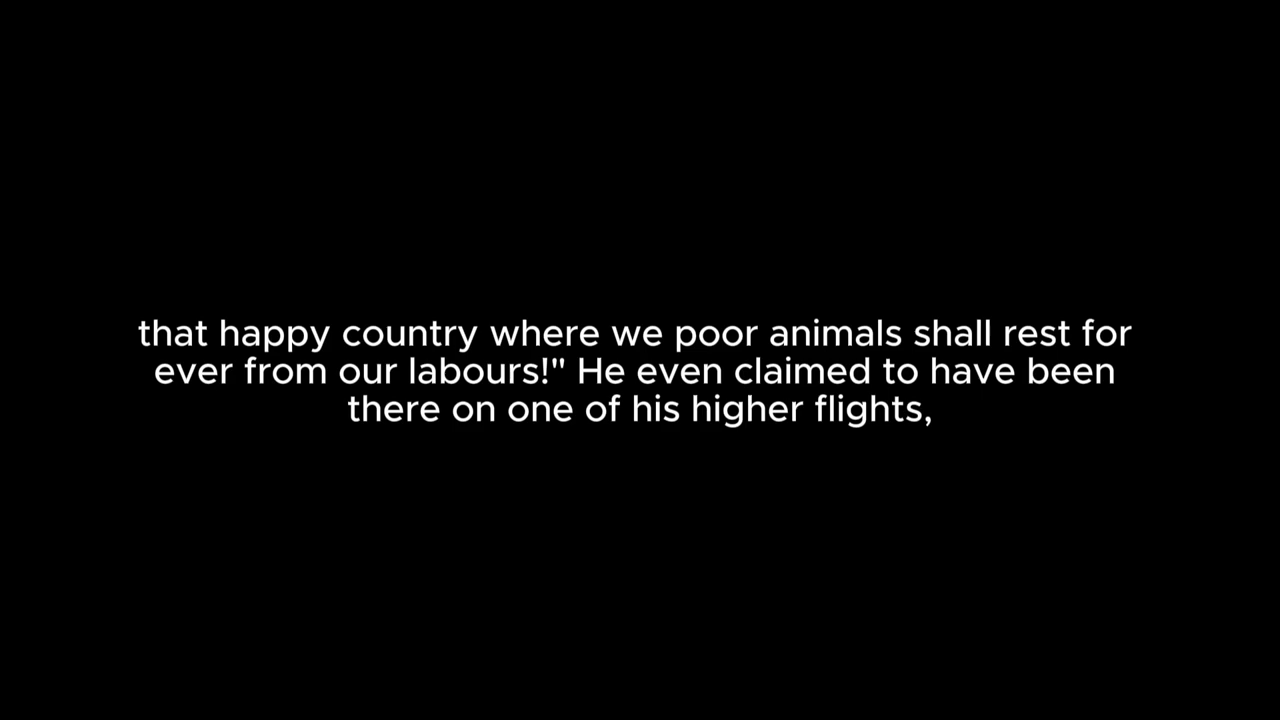 that happy country where we poor animals shall rest for
ever from our labours!" He even claimed to have been
there on one of his higher flights,